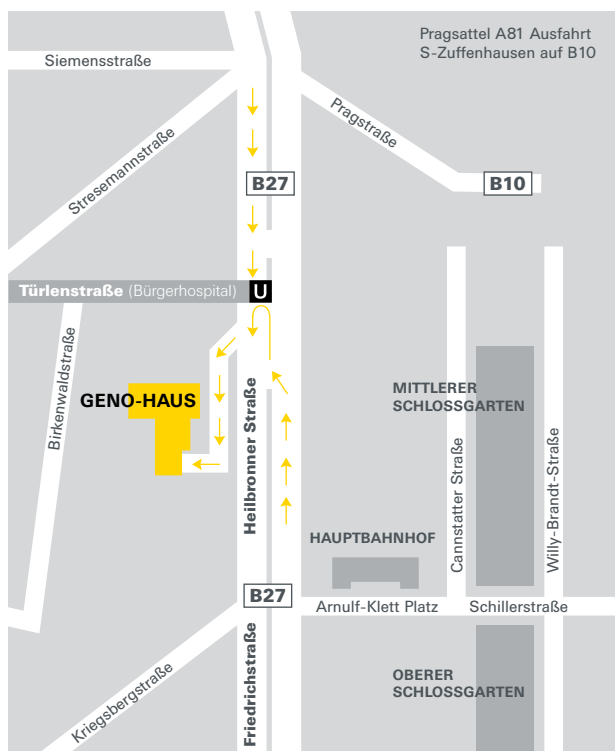 Pragsattel A81 Ausfahrt
S-Zuffenhausen auf B10
Siemensstraße
Stresemannstraße
Pragstraße
B27
B10
Türlenstraße (Bürgerhospital)
U
Birkenwaldstraße
GENO-HAUS
Heilbronner Straße
MITTLERER
SCHLOSSGARTEN
Cannstatter Straße
Willy-Brandt-Straße
HAUPTBAHNHOF
B27
Arnulf-Klett Platz
Schillerstraße
Friedrichstraße
Kriegsbergstraße
OBERER
SCHLOSSGARTEN